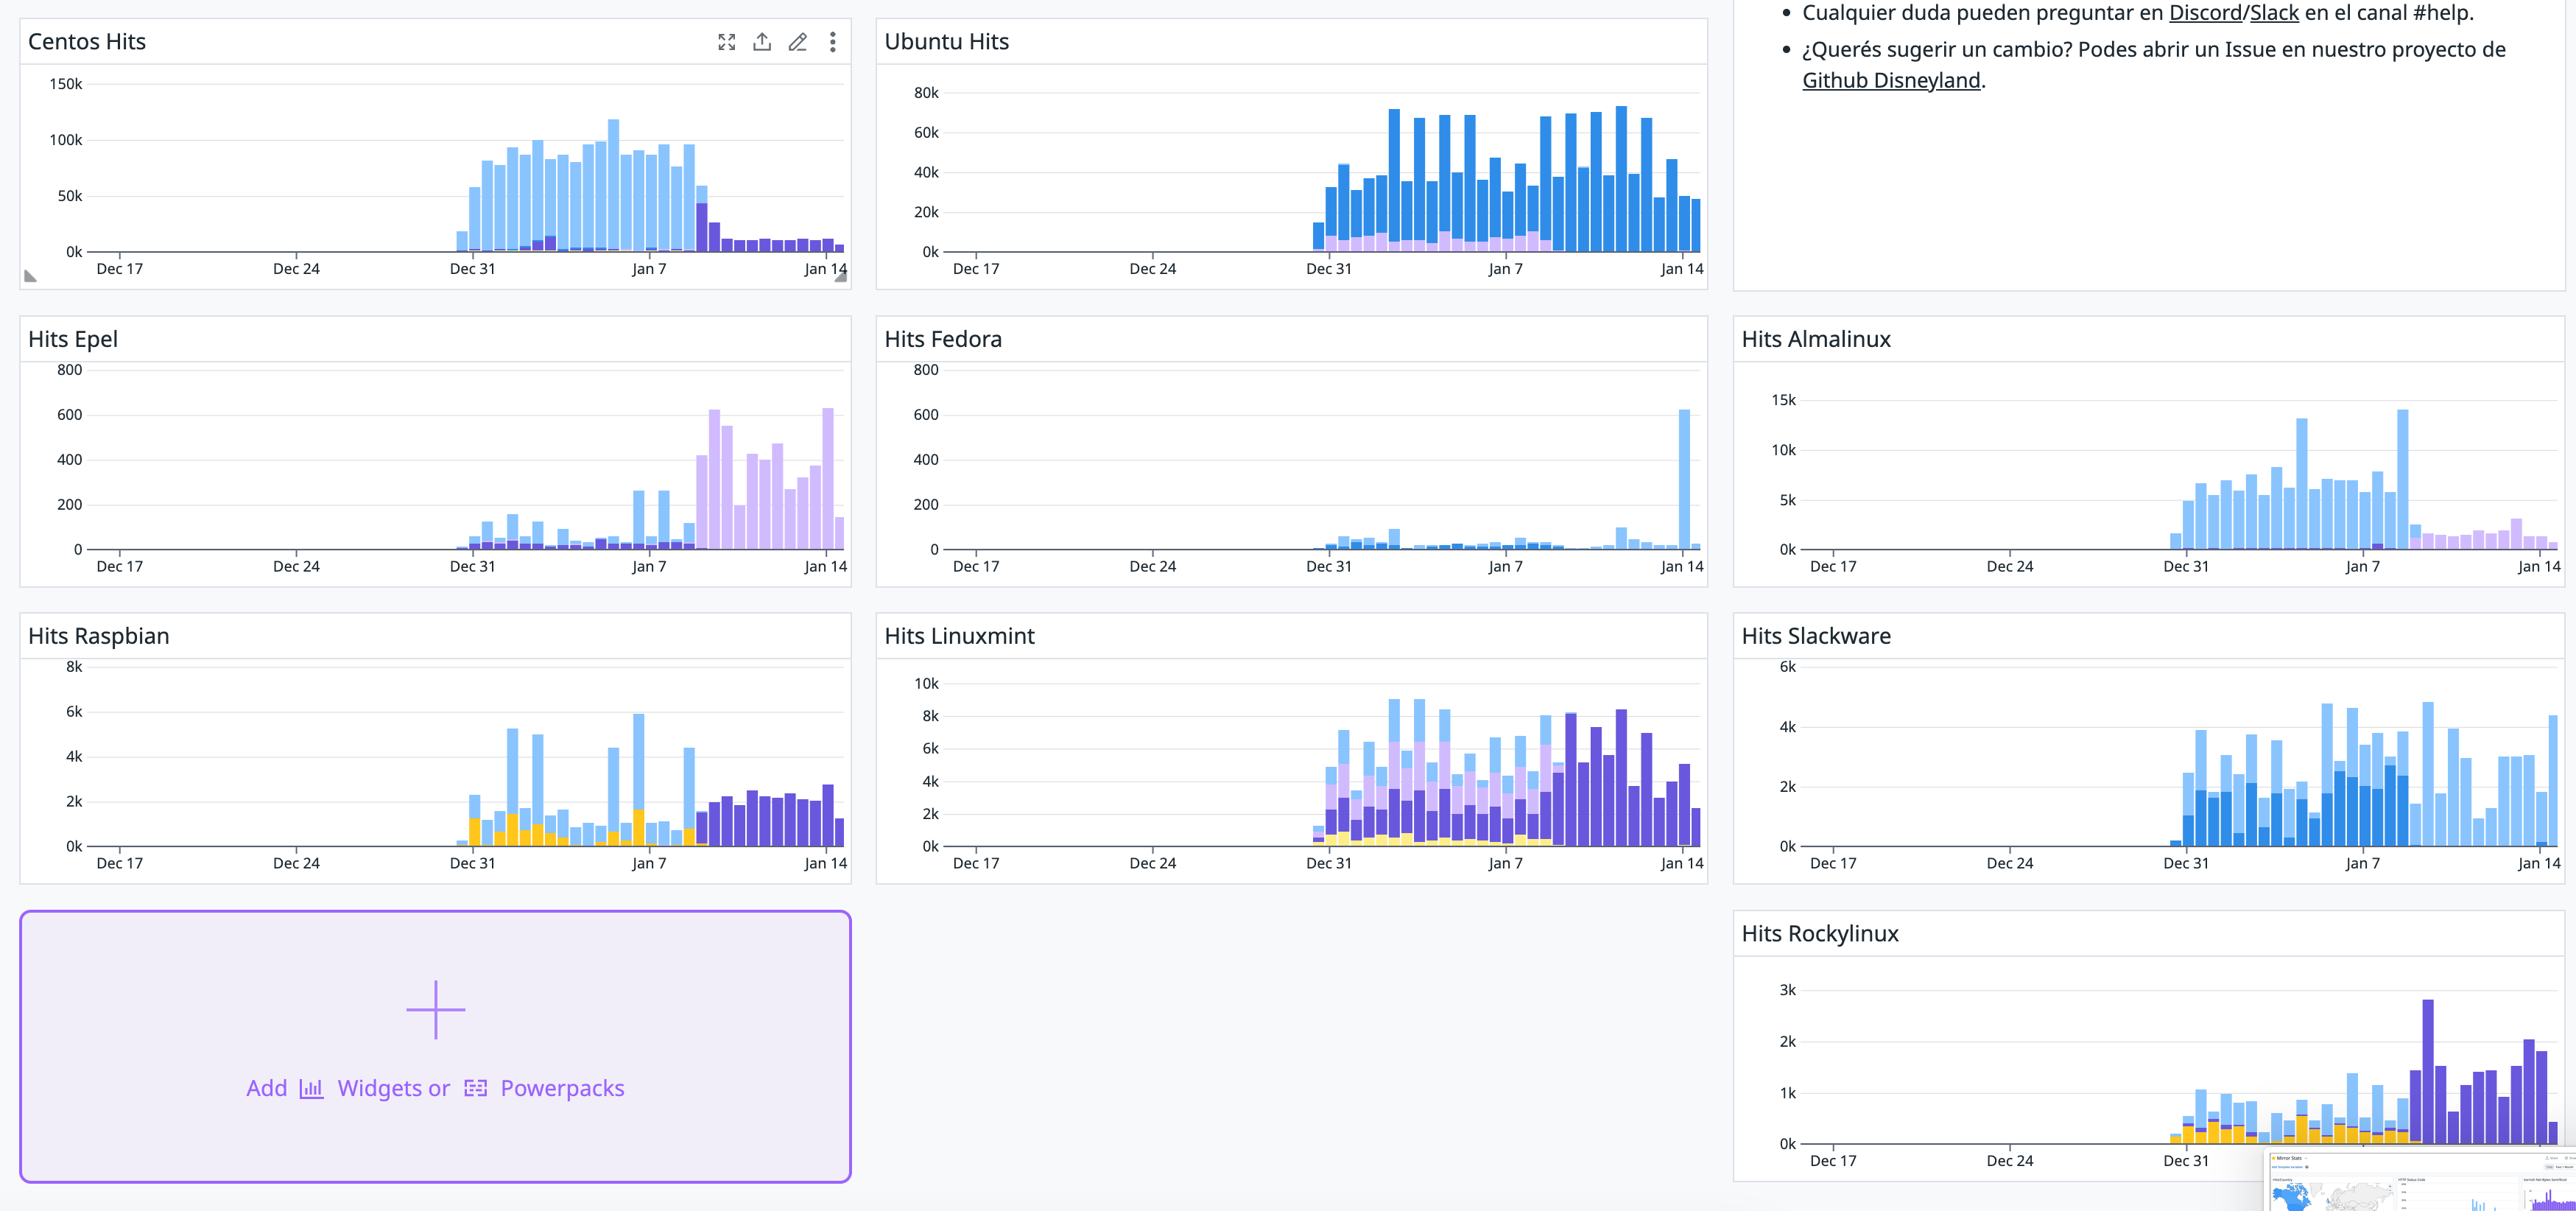 Cualquier duda pueden preguntar en Discord/Slack en el canal #help.
¿Querés sugerir un cambio? Podes abrir un Issue en nuestro proyecto de
Github Disneyland.
Centos Hits
150k
100k
50k
0k
Dec 17 Dec 24 Dec 31 Jan 7 Jan 14
Ubuntu Hits
80k
60k
40k
20k
0k
Dec 17 Dec 24 Dec 31 Jan 7 Jan 14
Hits Epel
800
600
400
200
0
Dec 17 Dec 24 Dec 31 Jan 7 Jan 14
Hits Fedora
800
600
400
200
0
Dec 17 Dec 24 Dec 31 Jan 7 Jan 14
Hits Almalinux
15k
10k
5k
0k
Dec 17 Dec 24 Dec 31 Jan 7 Jan 14
Hits Raspbian
8k
6k
4k
2k
0k
Dec 17 Dec 24 Dec 31 Jan 7 Jan 14
Hits Linuxmint
10k
8k
6k
4k
2k
0k
Dec 17 Dec 24 Dec 31 Jan 7 Jan 14
Hits Slackware
6k
4k
2k
0k
Dec 17 Dec 24 Dec 31 Jan 7 Jan 14
Add Widgets or Powerpacks
Hits Rockylinux
3k
2k
1k
0k
Dec 17 Dec 24 Dec 31
Mirror Stats